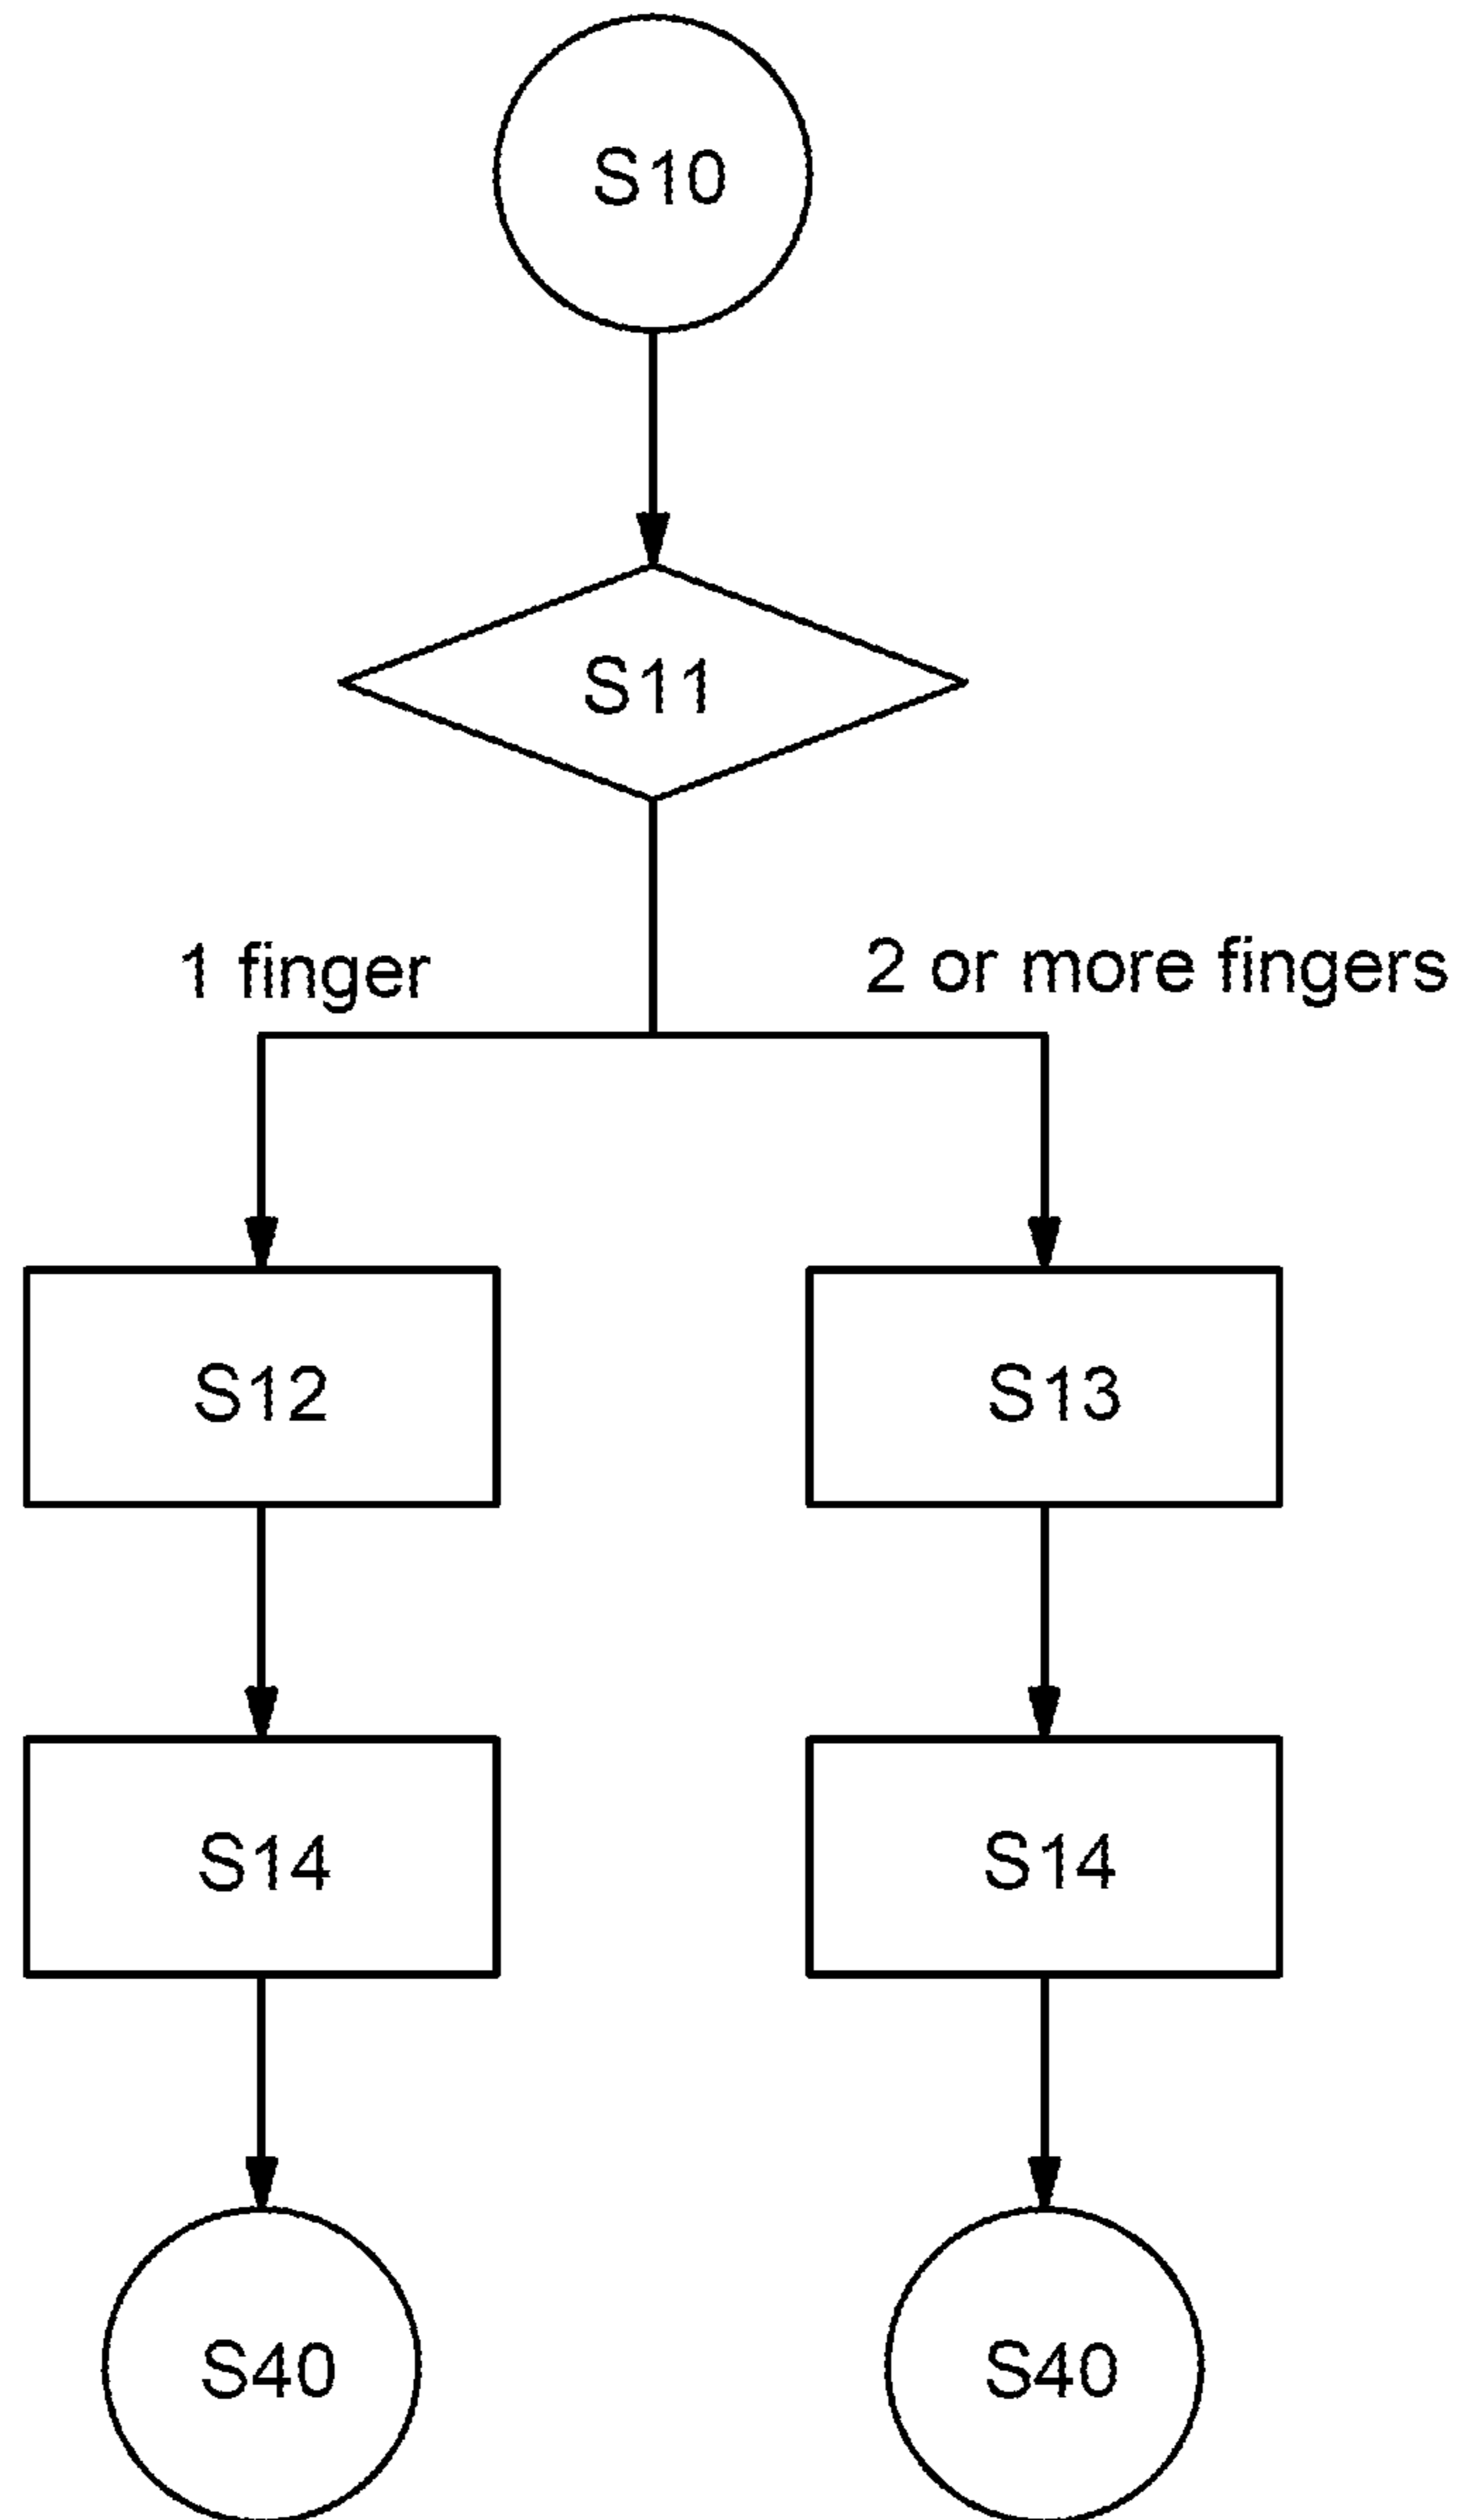 S10
S11
1 finger
2 or more fingers
S12
S13
S14
S14
S40
S40